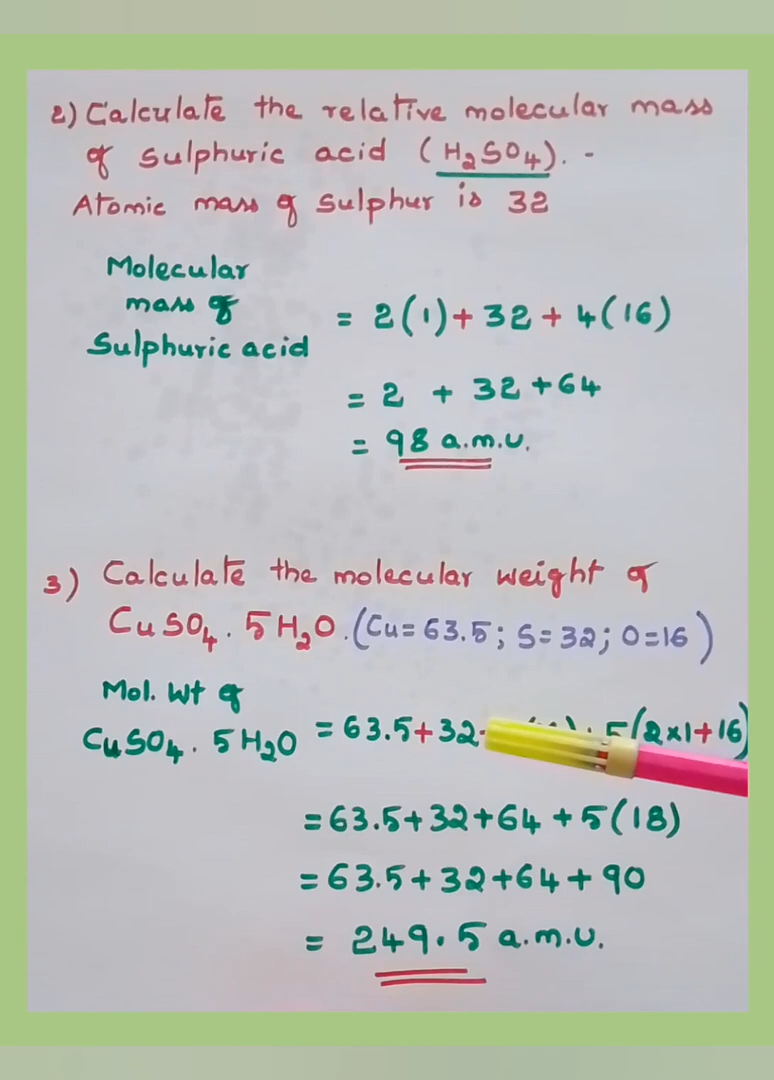 2) Calculate the relative molecular mass
of sulphuric acid (H₂SO₄). -
Atomic mass of sulphur is 32
Molecular
mass of
Sulphuric acid
= 2(1) + 32 + 4(16)
= 2 + 32 + 64
= 98 a.m.u.
3) Calculate the molecular weight of
CuSO₄. 5H₂O. (Cu= 63.5; S= 32; O=16)
Mol. Wt of
CuSO₄. 5H₂O = 63.5+32 5(2x1+16)
= 63.5+32+64 +5(18)
= 63.5+32+64+90
= 249.5 a.m.u.